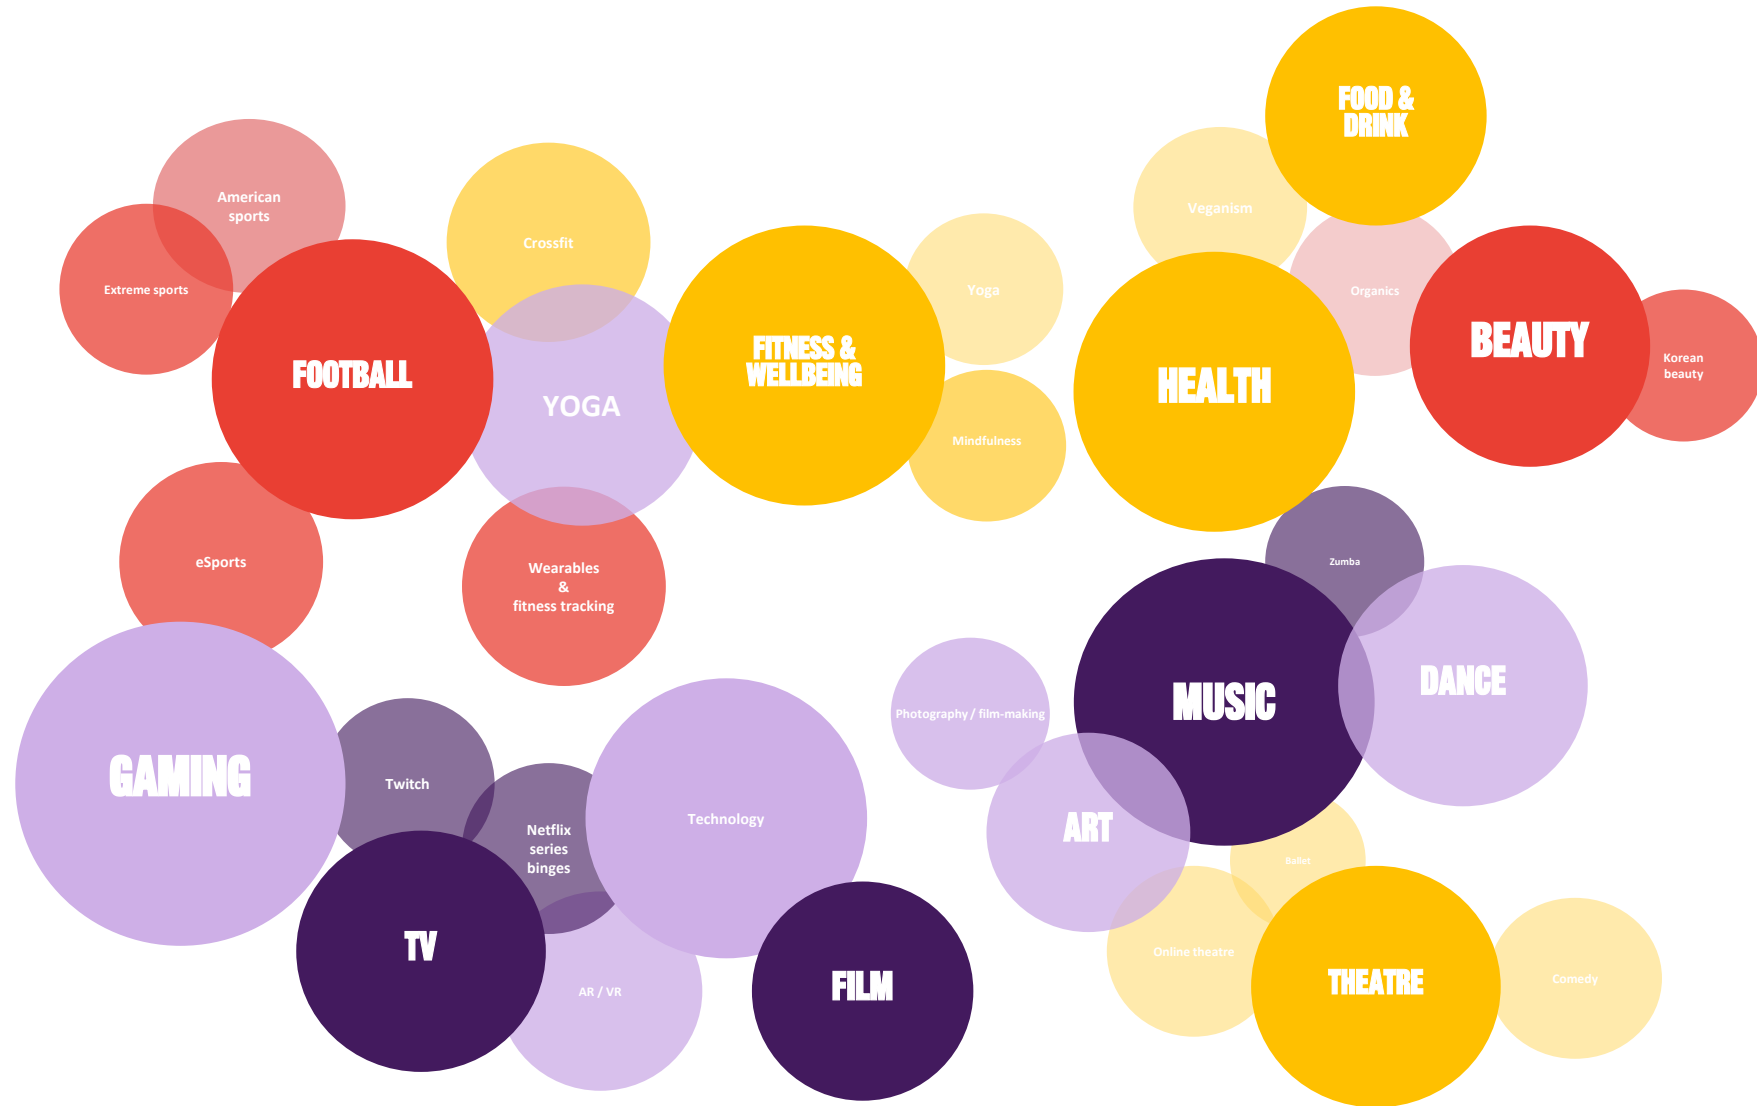 FOOD &
DRINK
American
sports
Veganism
Crossfit
Extreme sports
Yoga
Organics
FOOTBALL
FITNESS &
WELLBEING
BEAUTY
Korean
beauty
HEALTH
YOGA
Mindfulness
eSports
Wearables
&
fitness tracking
Zumba
DANCE
MUSIC
Photography / film-making
GAMING
Twitch
Technology
Netflix
series
binges
ART
Ballet
TV
Online theatre
AR / VR
FILM
THEATRE
Comedy